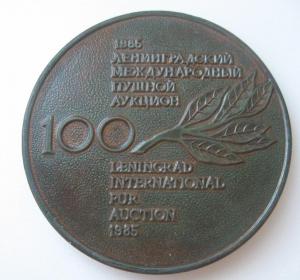 1985
ЛЕНИНГРАДСКИЙ
МЕЖДУНАРОДНЫЙ
ПУШНОЙ
АУКЦИОН
100
LENINGRAD
INTERNATIONAL
FUR
AUCTION
1985